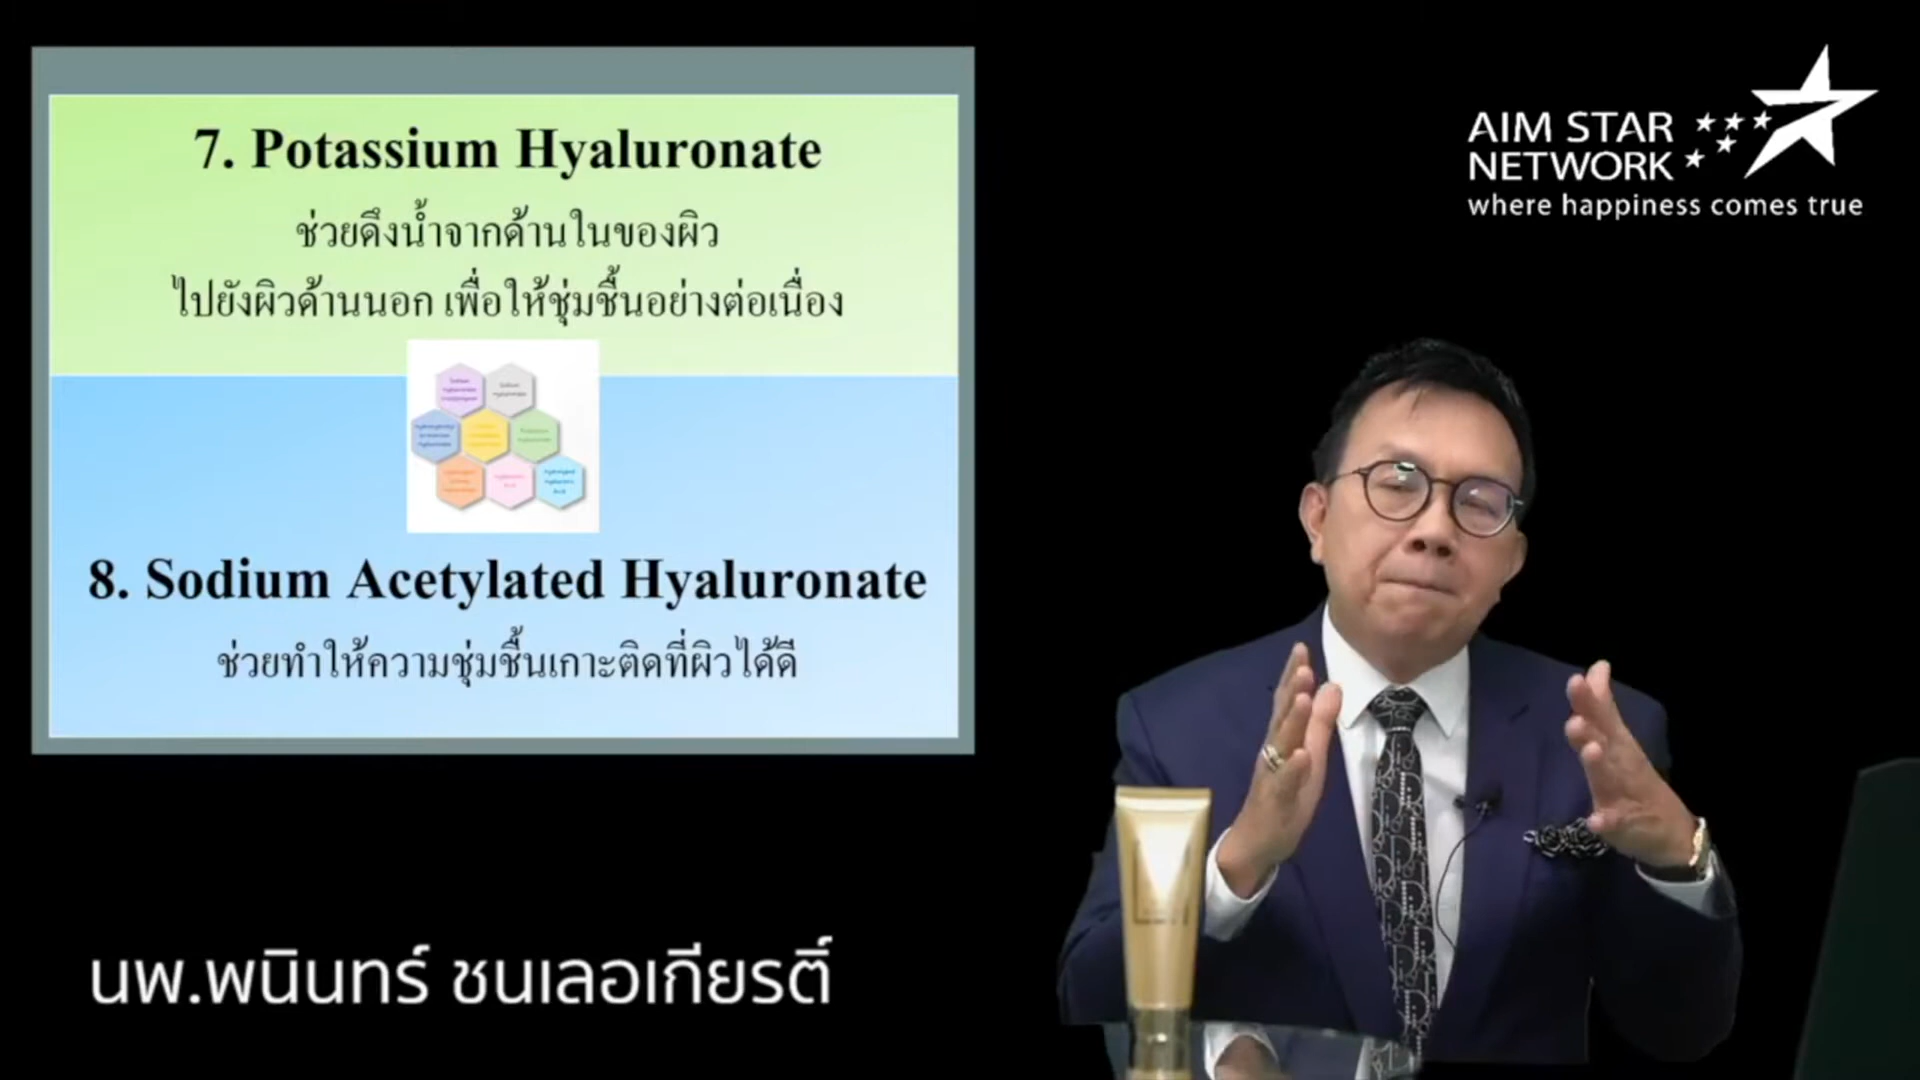 7. Potassium Hyaluronate
ช่วยดึงน้ำจากด้านในของผิว
ไปยังผิวด้านนอก เพื่อให้ชุ่มชื้นอย่างต่อเนื่อง
8. Sodium Acetylated Hyaluronate
ช่วยทำให้ความชุ่มชื้นเกาะติดที่ผิวได้ดี
AIM STAR
NETWORK
where happiness comes true
นพ.พนินทร์ ชนเลอเกียรติ์